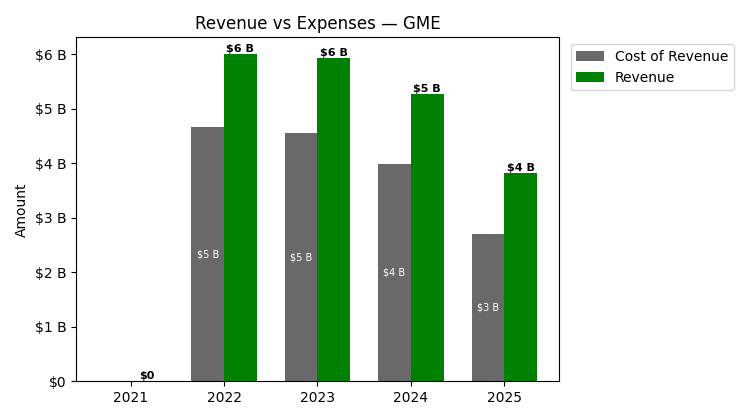 Revenue vs Expenses — GME
Cost of Revenue
Revenue
Amount
$6 B
$5 B
$4 B
$3 B
$2 B
$1 B
$0
$0
$5 B
$6 B
$5 B
$6 B
$4 B
$5 B
$3 B
$4 B
2021
2022
2023
2024
2025